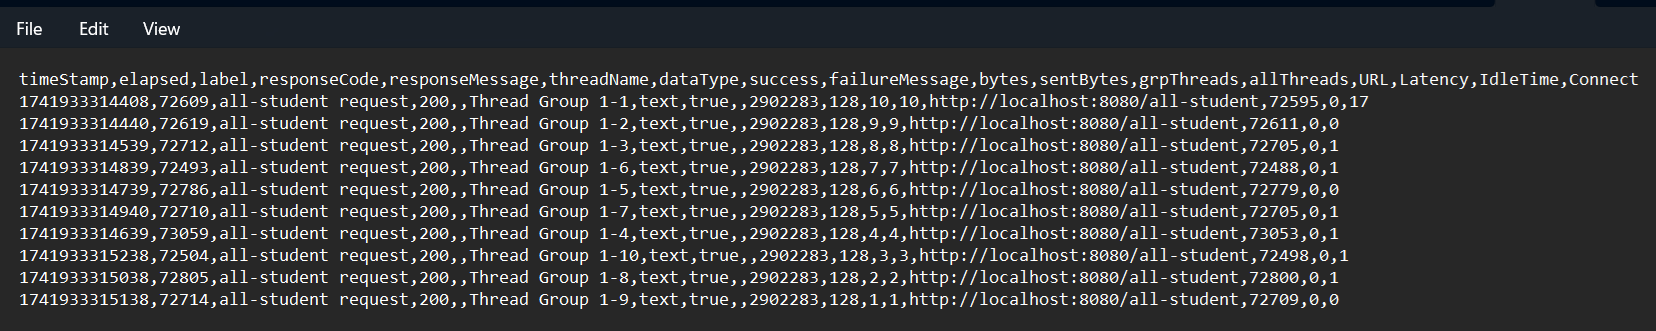 File Edit View
timeStamp,elapsed,label,responseCode,responseMessage,threadName,dataType,success,failureMessage,bytes,sentBytes,grpThreads,allThreads,URL,Latency,IdleTime,Connect
1741933314408,72609,all-student request,200,,Thread Group 1-1,text,true,,2902283,128,10,10,http://localhost:8080/all-student,72595,0,17
1741933314440,72619,all-student request,200,,Thread Group 1-2,text,true,,2902283,128,9,9,http://localhost:8080/all-student,72611,0,0
1741933314539,72712,all-student request,200,,Thread Group 1-3,text,true,,2902283,128,8,8,http://localhost:8080/all-student,72705,0,1
1741933314839,72493,all-student request,200,,Thread Group 1-6,text,true,,2902283,128,7,7,http://localhost:8080/all-student,72488,0,1
1741933314739,72786,all-student request,200,,Thread Group 1-5,text,true,,2902283,128,6,6,http://localhost:8080/all-student,72779,0,0
1741933314940,72710,all-student request,200,,Thread Group 1-7,text,true,,2902283,128,5,5,http://localhost:8080/all-student,72705,0,1
1741933314639,73059,all-student request,200,,Thread Group 1-4,text,true,,2902283,128,4,4,http://localhost:8080/all-student,73053,0,1
1741933315238,72504,all-student request,200,,Thread Group 1-10,text,true,,2902283,128,3,3,http://localhost:8080/all-student,72498,0,1
1741933315038,72805,all-student request,200,,Thread Group 1-8,text,true,,2902283,128,2,2,http://localhost:8080/all-student,72800,0,1
1741933315138,72714,all-student request,200,,Thread Group 1-9,text,true,,2902283,128,1,1,http://localhost:8080/all-student,72709,0,0